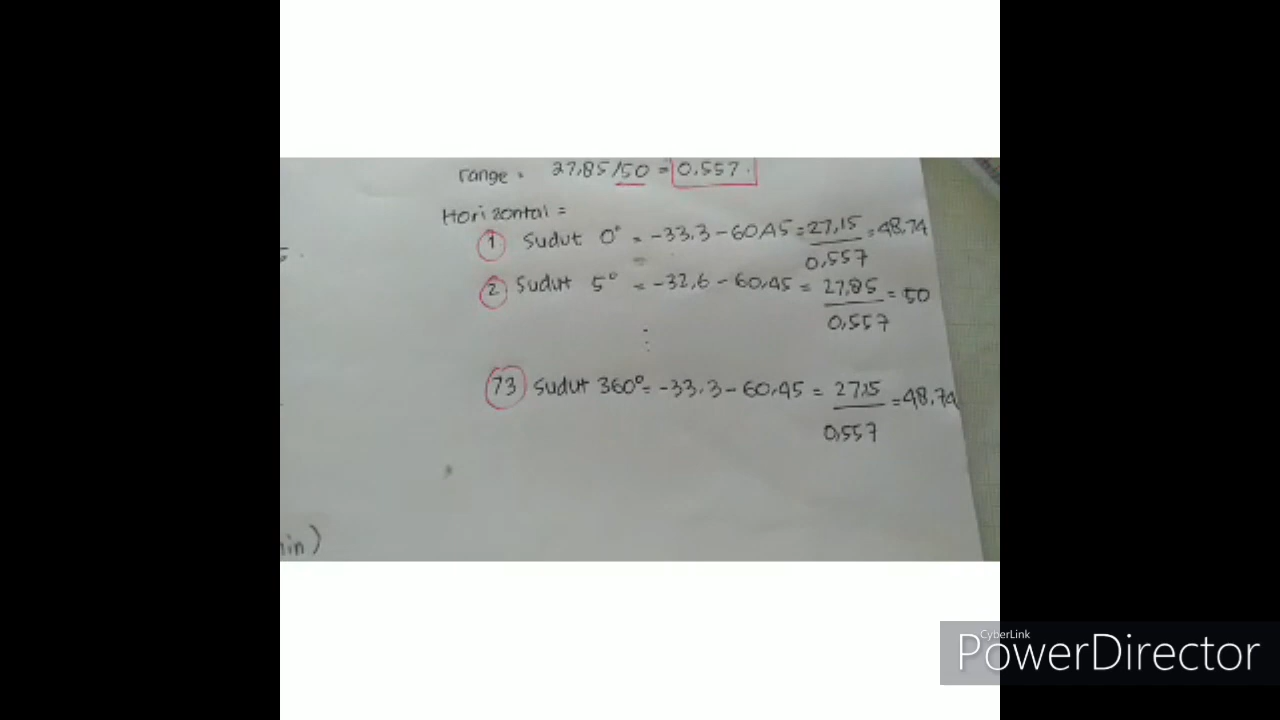 range = 27,85/50 = 0,557.
Horizontal =
1 Sudut 0° = -33,3 - 60,45 = 27,15 / 0,557 = 48,74
2 Sudut 5° = -32,6 - 60,45 = 27,85 / 0,557 = 50
⋮
73 Sudut 360° = -33,3 - 60,45 = 27,15 / 0,557 = 48,74
CyberLink
PowerDirector